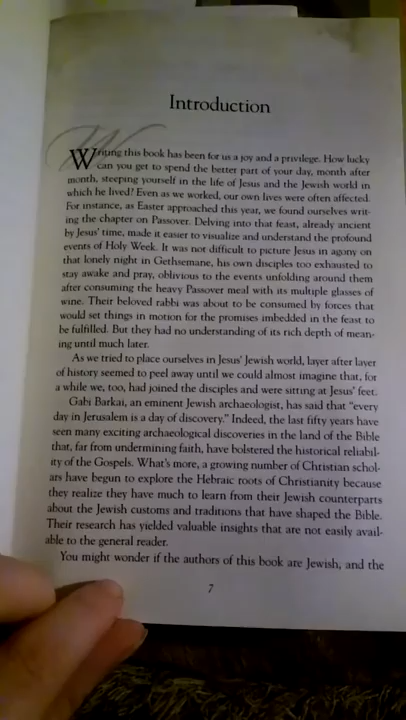 Introduction
Writing this book has been for us a joy and a privilege. How lucky
can you get to spend the better part of your day, month after
month, steeping yourself in the life of Jesus and the Jewish world in
which he lived? Even as we worked, our own lives were often affected.
For instance, as Easter approached this year, we found ourselves writ-
ing the chapter on Passover. Delving into that feast, already ancient
by Jesus' time, made it easier to visualize and understand the profound
events of Holy Week. It was not difficult to picture Jesus in agony on
that lonely night in Gethsemane, his own disciples too exhausted to
stay awake and pray, oblivious to the events unfolding around them
after consuming the heavy Passover meal with its multiple glasses of
wine. Their beloved rabbi was about to be consumed by forces that
would set things in motion for the promises imbedded in the feast to
be fulfilled. But they had no understanding of its rich depth of mean-
ing until much later.
As we tried to place ourselves in Jesus' Jewish world, layer after layer
of history seemed to peel away until we could almost imagine that, for
a while we, too, had joined the disciples and were sitting at Jesus' feet.
Gabi Barkai, an eminent Jewish archaeologist, has said that "every
day in Jerusalem is a day of discovery." Indeed, the last fifty years have
seen many exciting archaeological discoveries in the land of the Bible
that, far from undermining faith, have bolstered the historical reliabil-
ity of the Gospels. What's more, a growing number of Christian schol-
ars have begun to explore the Hebraic roots of Christianity because
they realize they have much to learn from their Jewish counterparts
about the Jewish customs and traditions that have shaped the Bible.
Their research has yielded valuable insights that are not easily avail-
able to the general reader.
You might wonder if the authors of this book are Jewish, and the
7